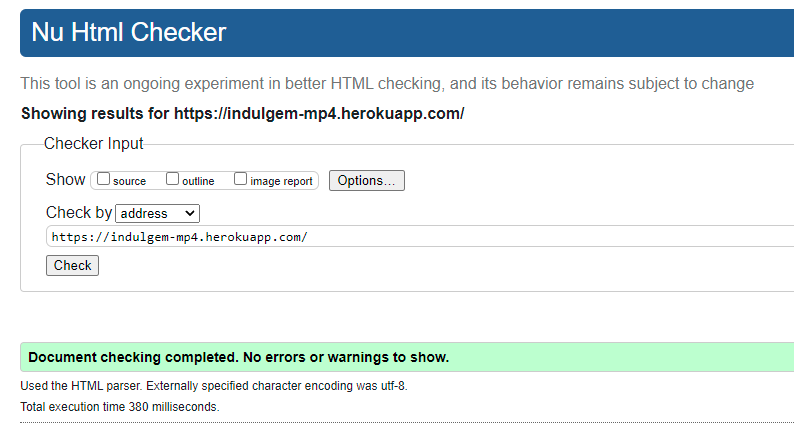 Nu Html Checker
This tool is an ongoing experiment in better HTML checking, and its behavior remains subject to change
Showing results for https://indulgem-mp4.herokuapp.com/
Checker Input
Show source outline image report Options...
Check by address
https://indulgem-mp4.herokuapp.com/
Check
Document checking completed. No errors or warnings to show.
Used the HTML parser. Externally specified character encoding was utf-8.
Total execution time 380 milliseconds.